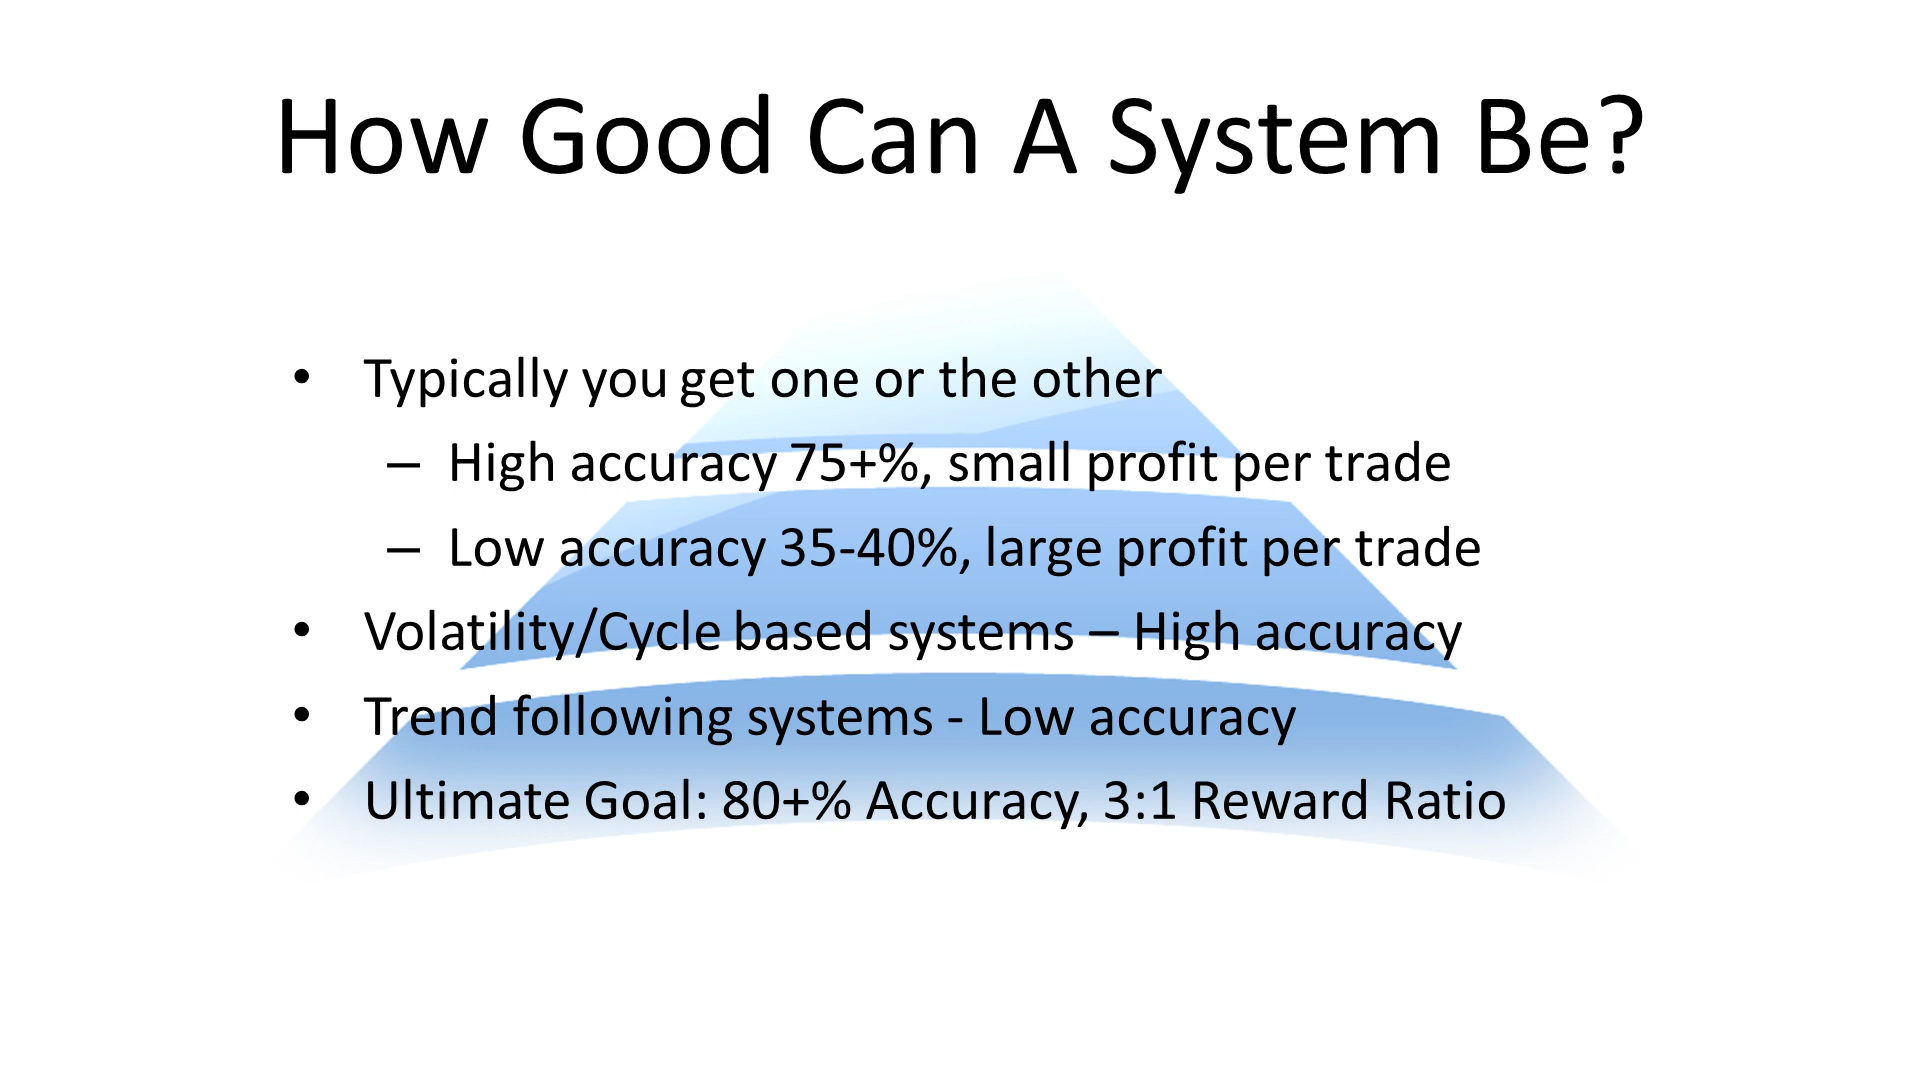 How Good Can A System Be?
• Typically you get one or the other
– High accuracy 75+%, small profit per trade
– Low accuracy 35-40%, large profit per trade
• Volatility/Cycle based systems – High accuracy
• Trend following systems - Low accuracy
• Ultimate Goal: 80+% Accuracy, 3:1 Reward Ratio